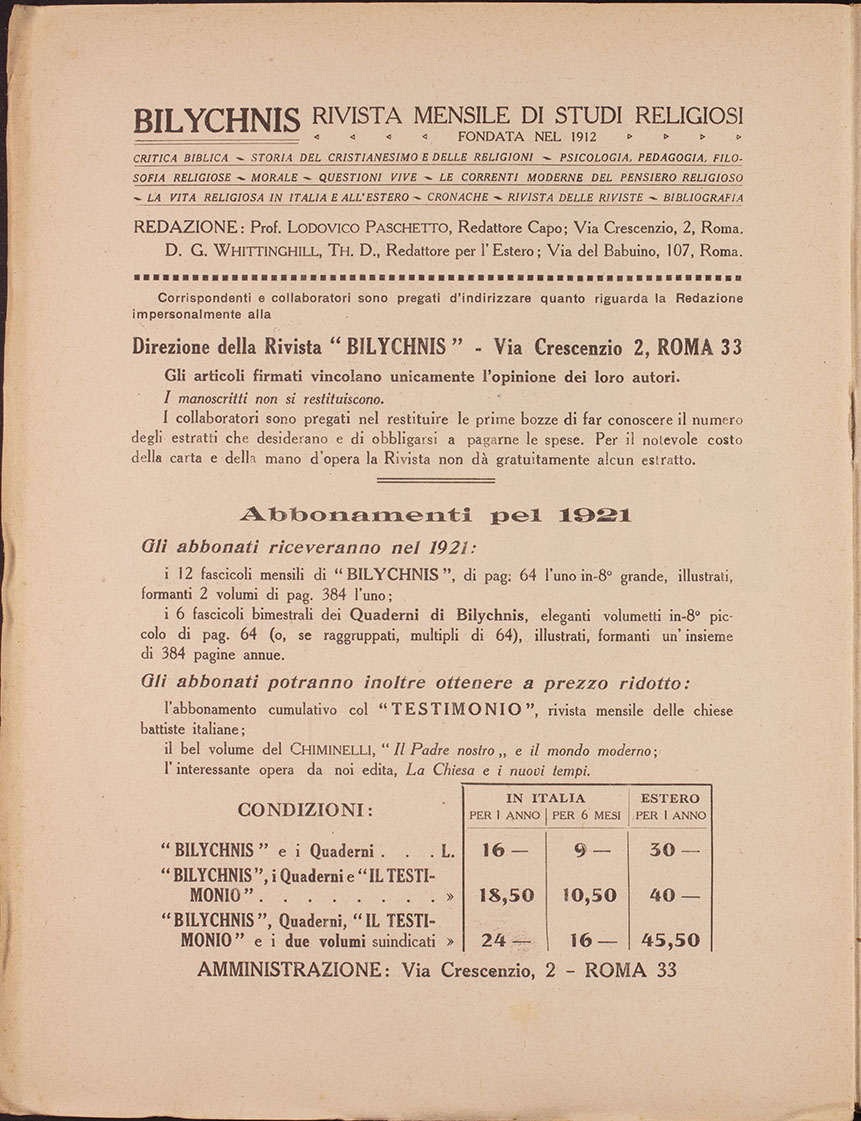 BILYCHNIS RIVISTA MENSILE DI STUDI RELIGIOSI
FONDATA NEL 1912
CRITICA BIBLICA ~ STORIA DEL CRISTIANESIMO E DELLE RELIGIONI ~ PSICOLOGIA, PEDAGOGIA, FILO-
SOFIA RELIGIOSE ~ MORALE ~ QUESTIONI VIVE ~ LE CORRENTI MODERNE DEL PENSIERO RELIGIOSO
~ LA VITA RELIGIOSA IN ITALIA E ALL'ESTERO ~ CRONACHE ~ RIVISTA DELLE RIVISTE ~ BIBLIOGRAFIA
REDAZIONE: Prof. LODOVICO PASCHETTO, Redattore Capo; Via Crescenzio, 2, Roma.
D. G. WHITTINGHILL, TH. D., Redattore per l'Estero; Via del Babuino, 107, Roma.
Corrispondenti e collaboratori sono pregati d'indirizzare quanto riguarda la Redazione
impersonalmente alla
Direzione della Rivista “ BILYCHNIS ” - Via Crescenzio 2, ROMA 33
Gli articoli firmati vincolano unicamente l'opinione dei loro autori.
I manoscritti non si restituiscono.
I collaboratori sono pregati nel restituire le prime bozze di far conoscere il numero
degli estratti che desiderano e di obbligarsi a pagarne le spese. Per il notevole costo
della carta e della mano d'opera la Rivista non dà gratuitamente alcun estratto.
Abbonamenti pel 1921
Gli abbonati riceveranno nel 1921:
i 12 fascicoli mensili di “ BILYCHNIS ”, di pag: 64 l'uno in-8º grande, illustrati,
formanti 2 volumi di pag. 384 l'uno;
i 6 fascicoli bimestrali dei Quaderni di Bilychnis, eleganti volumetti in-8º pic-
colo di pag. 64 (o, se raggruppati, multipli di 64), illustrati, formanti un' insieme
di 384 pagine annue.
Gli abbonati potranno inoltre ottenere a prezzo ridotto:
l'abbonamento cumulativo col “ TESTIMONIO ”, rivista mensile delle chiese
battiste italiane;
il bel volume del CHIMINELLI, “ Il Padre nostro „ e il mondo moderno;
l' interessante opera da noi edita, La Chiesa e i nuovi tempi.
CONDIZIONI:
IN ITALIA ESTERO
PER 1 ANNO PER 6 MESI PER 1 ANNO
“ BILYCHNIS ” e i Quaderni . . . L. 16 — 9 — 30 —
“ BILYCHNIS ”, i Quaderni e “ IL TESTI-
MONIO ” . . . . . . . . » 18,50 10,50 40 —
“ BILYCHNIS ”, Quaderni, “ IL TESTI-
MONIO ” e i due volumi suindicati » 24 — 16 — 45,50
AMMINISTRAZIONE: Via Crescenzio, 2 - ROMA 33